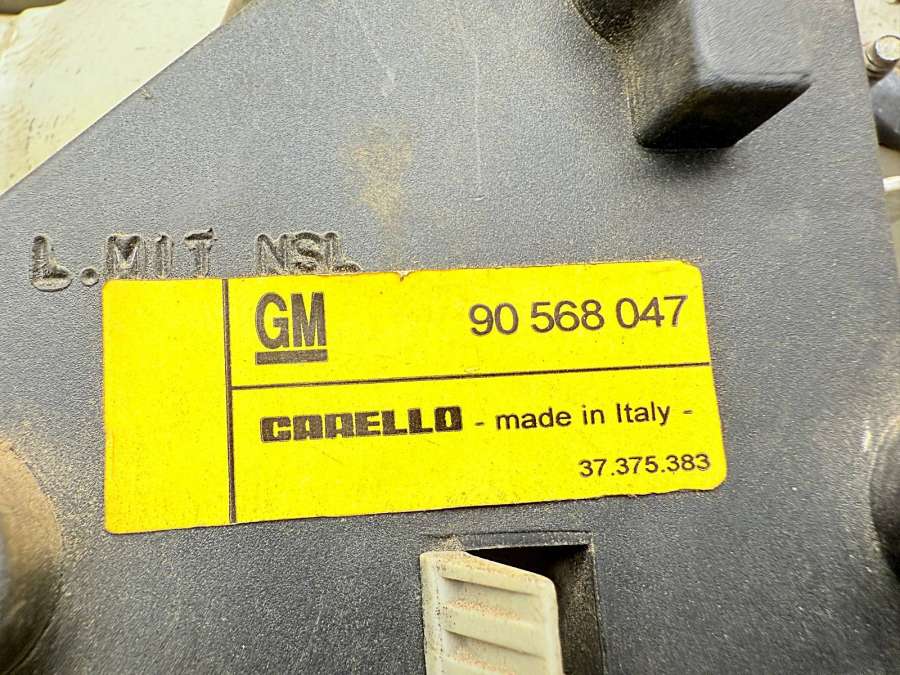 L.MIT NSL
GM 90 568 047
CARELLO - made in Italy -
37.375.383